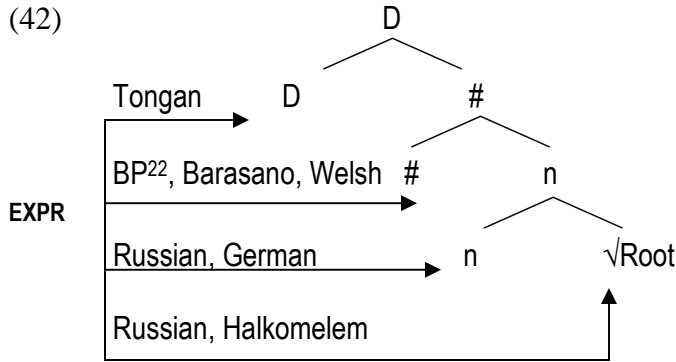 (42) D
Tongan D #
BP22, Barasano, Welsh # n
EXPR
Russian, German n √Root
Russian, Halkomelem